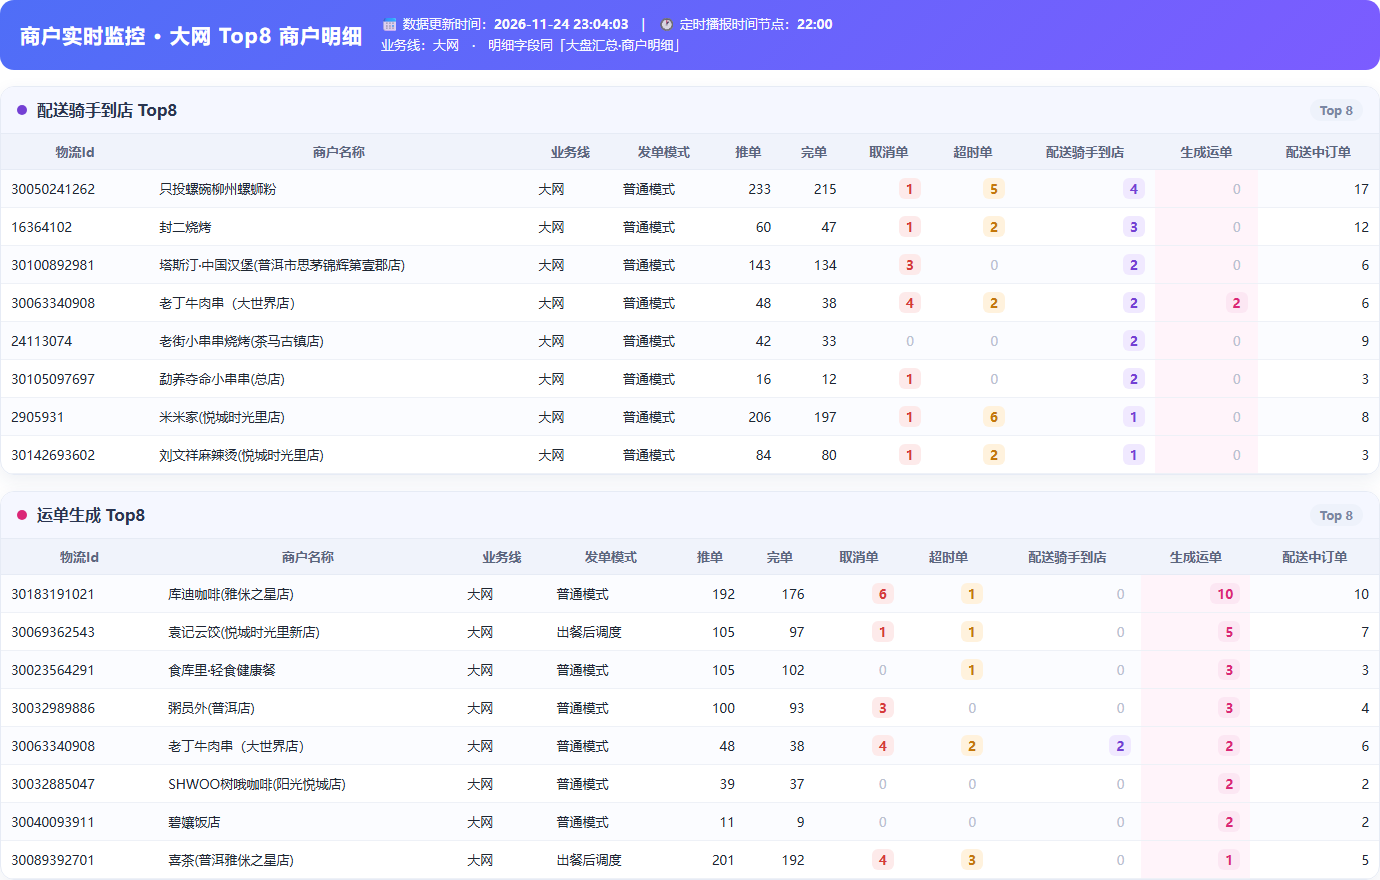 商户实时监控 • 大网 Top8 商户明细
数据更新时间：2026-11-24 23:04:03 | 定时播报时间节点：22:00
业务线：大网 · 明细字段同「大盘汇总·商户明细」
配送骑手到店 Top8 Top 8
物流Id 商户名称 业务线 发单模式 推单 完单 取消单 超时单 配送骑手到店 生成运单 配送中订单
30050241262 只投螺碗柳州螺蛳粉 大网 普通模式 233 215 1 5 4 0 17
16364102 封二烧烤 大网 普通模式 60 47 1 2 3 0 12
30100892981 塔斯汀·中国汉堡(普洱市思茅锦辉第壹郡店) 大网 普通模式 143 134 3 0 2 0 6
30063340908 老丁牛肉串（大世界店） 大网 普通模式 48 38 4 2 2 2 6
24113074 老街小串串烧烤(茶马古镇店) 大网 普通模式 42 33 0 0 2 0 9
30105097697 勐养夺命小串串(总店) 大网 普通模式 16 12 1 0 2 0 3
2905931 米米家(悦城时光里店) 大网 普通模式 206 197 1 6 1 0 8
30142693602 刘文祥麻辣烫(悦城时光里店) 大网 普通模式 84 80 1 2 1 0 3
运单生成 Top8 Top 8
物流Id 商户名称 业务线 发单模式 推单 完单 取消单 超时单 配送骑手到店 生成运单 配送中订单
30183191021 库迪咖啡(雅侎之星店) 大网 普通模式 192 176 6 1 0 10 10
30069362543 袁记云饺(悦城时光里新店) 大网 出餐后调度 105 97 1 1 0 5 7
30023564291 食库里·轻食健康餐 大网 普通模式 105 102 0 1 0 3 3
30032989886 粥员外(普洱店) 大网 普通模式 100 93 3 0 0 3 4
30063340908 老丁牛肉串（大世界店） 大网 普通模式 48 38 4 2 2 2 6
30032885047 SHWOO树哦咖啡(阳光悦城店) 大网 普通模式 39 37 0 0 0 2 2
30040093911 碧孃饭店 大网 普通模式 11 9 0 0 0 2 2
30089392701 喜茶(普洱雅侎之星店) 大网 出餐后调度 201 192 4 3 0 1 5